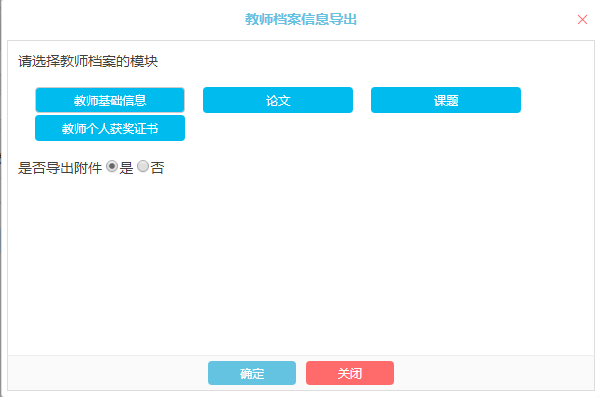 教师档案信息导出
请选择教师档案的模块
教师基础信息 论文 课题
教师个人获奖证书
是否导出附件 是 否
确定 关闭